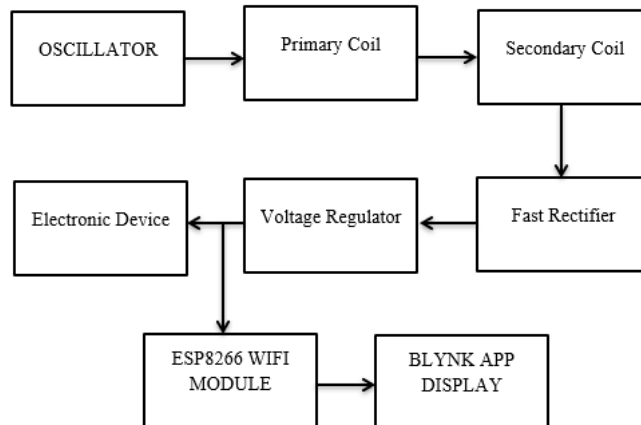 OSCILLATOR
Primary Coil
Secondary Coil
Electronic Device
Voltage Regulator
Fast Rectifier
ESP8266 WIFI
MODULE
BLYNK APP
DISPLAY